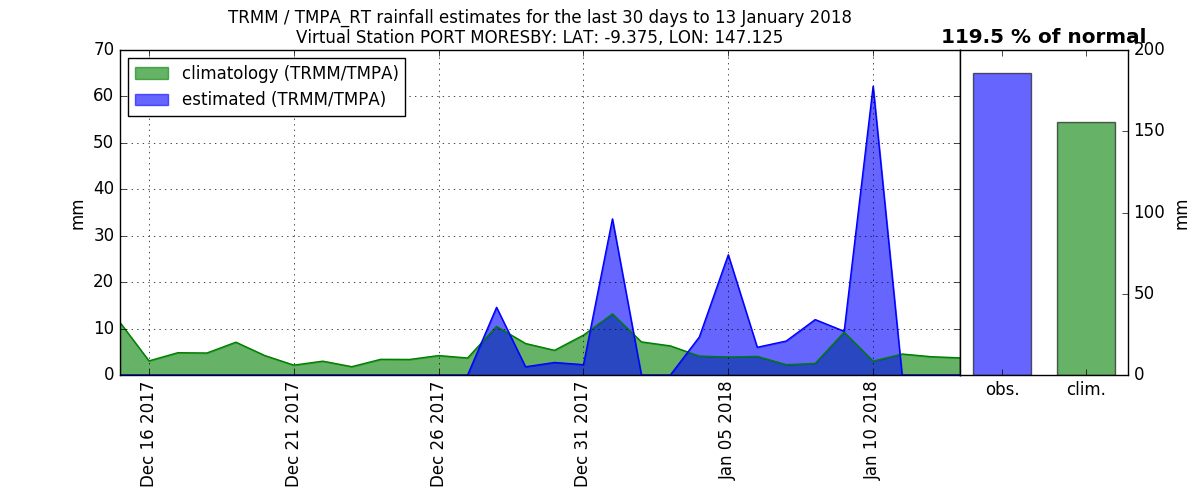 TRMM / TMPA_RT rainfall estimates for the last 30 days to 13 January 2018
Virtual Station PORT MORESBY: LAT: -9.375, LON: 147.125
119.5 % of normal
climatology (TRMM/TMPA)
estimated (TRMM/TMPA)
mm
70
60
50
40
30
20
10
0
Dec 16 2017
Dec 21 2017
Dec 26 2017
Dec 31 2017
Jan 05 2018
Jan 10 2018
obs.
clim.
200
150
100
50
0
mm